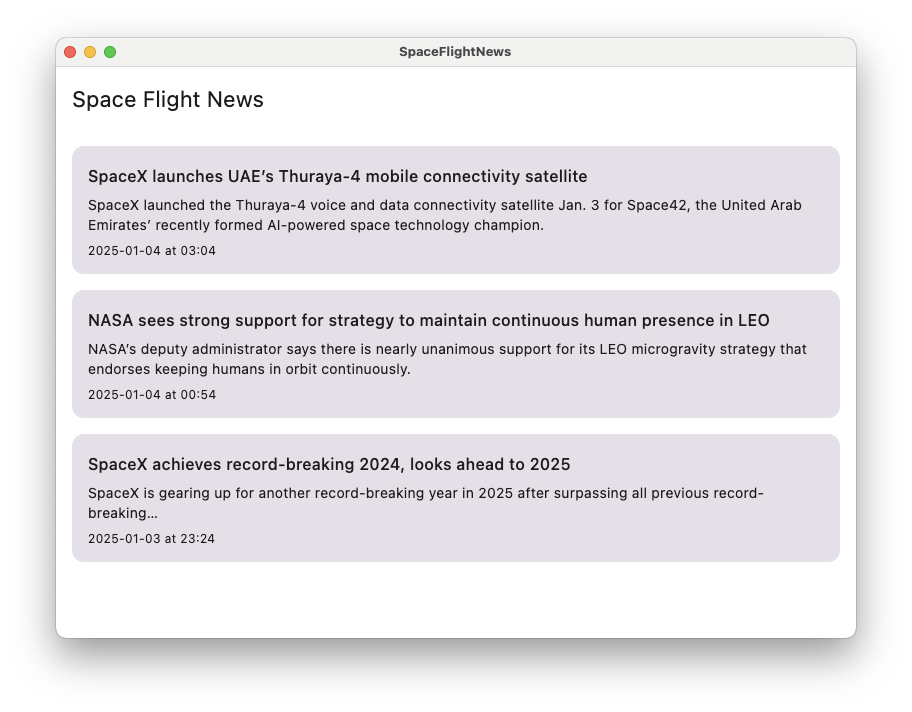 SpaceFlightNews
Space Flight News
SpaceX launches UAE’s Thuraya-4 mobile connectivity satellite
SpaceX launched the Thuraya-4 voice and data connectivity satellite Jan. 3 for Space42, the United Arab
Emirates’ recently formed AI-powered space technology champion.
2025-01-04 at 03:04
NASA sees strong support for strategy to maintain continuous human presence in LEO
NASA’s deputy administrator says there is nearly unanimous support for its LEO microgravity strategy that
endorses keeping humans in orbit continuously.
2025-01-04 at 00:54
SpaceX achieves record-breaking 2024, looks ahead to 2025
SpaceX is gearing up for another record-breaking year in 2025 after surpassing all previous record-
breaking…
2025-01-03 at 23:24